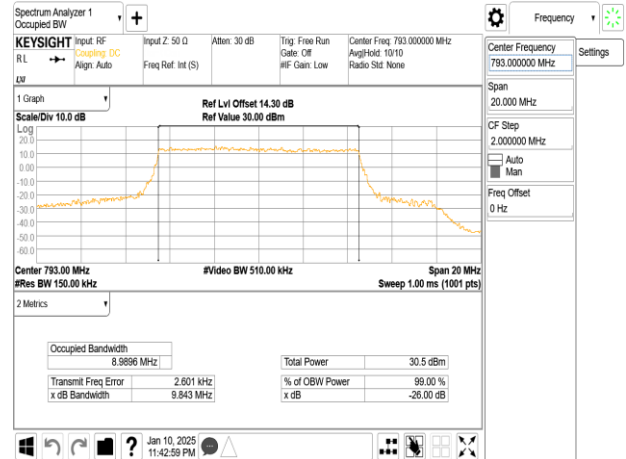 Spectrum Analyzer 1
Occupied BW
KEYSIGHT
RL
LXI
Input: RF
Coupling: DC
Align: Auto
Input Z: 50 Ω
Freq Ref: Int (S)
Atten: 30 dB
Trig: Free Run
Gate: Off
#IF Gain: Low
Center Freq: 793.000000 MHz
Avg|Hold: 10/10
Radio Std: None
1 Graph
Scale/Div 10.0 dB
Ref Lvl Offset 14.30 dB
Ref Value 30.00 dBm
Log
20.0
10.0
0.00
-10.0
-20.0
-30.0
-40.0
-50.0
-60.0
Center 793.00 MHz
#Video BW 510.00 kHz
Span 20 MHz
#Res BW 150.00 kHz
Sweep 1.00 ms (1001 pts)
2 Metrics
Occupied Bandwidth
8.9896 MHz
Transmit Freq Error 2.601 kHz
x dB Bandwidth 9.843 MHz
Total Power 30.5 dBm
% of OBW Power 99.00 %
x dB -26.00 dB
?
Jan 10, 2025
11:42:59 PM
Frequency
Settings
Center Frequency
793.000000 MHz
Span
20.000 MHz
CF Step
2.000000 MHz
Auto
Man
Freq Offset
0 Hz